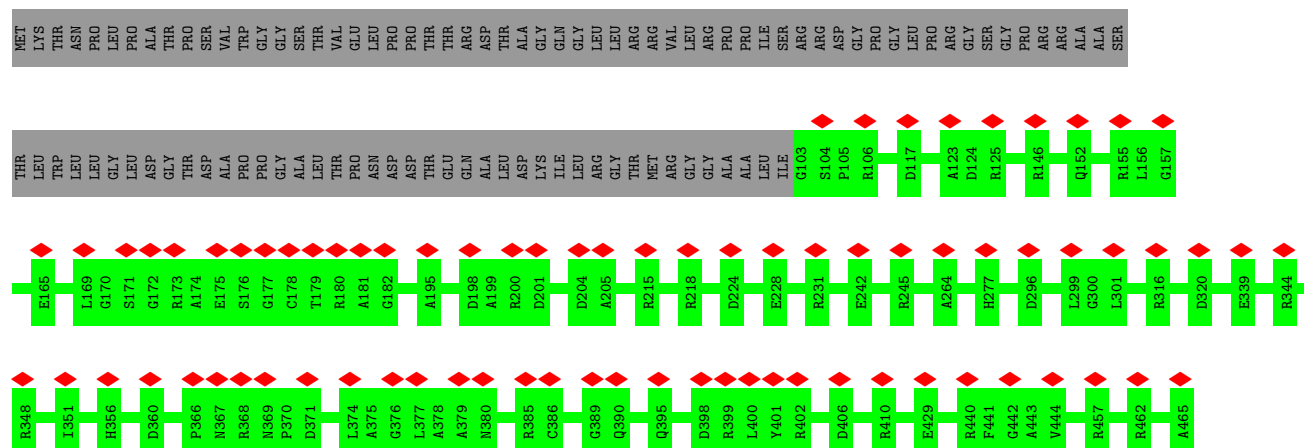 MET LYS THR ASN PRO LEU PRO ALA THR PRO SER VAL TRP GLY GLY SER THR VAL GLU LEU PRO PRO THR THR ARG ASP THR ALA GLY GLN GLY LEU LEU ARG ARG VAL LEU ARG PRO PRO ILE SER ARG ARG ASP GLY PRO GLY LEU PRO ARG GLY SER GLY PRO ARG ARG ALA ALA SER
THR LEU TRP LEU LEU GLY LEU ASP GLY THR ASP ALA PRO PRO GLY ALA LEU THR PRO ASN ASP ASP THR GLU GLN ALA LEU ASP LYS ILE LEU ARG GLY THR MET ARG GLY GLY ALA ALA LEU ILE G103 S104 P105 R106 D117 A123 D124 R125 R146 Q152 R155 L156 G157
E165 L169 G170 S171 G172 R173 A174 E175 S176 G177 C178 T179 R180 A181 G182 A195 D198 A199 R200 D201 D204 A205 R215 R218 D224 E228 R231 E242 R245 A264 H277 D296 L299 G300 L301 R316 D320 E339 R344
R348 I351 H356 D360 P366 N367 R368 N369 P370 D371 L374 A375 G376 L377 A378 A379 N380 R385 C386 G389 Q390 Q395 D398 R399 L400 Y401 R402 D406 R410 E429 R440 F441 G442 A443 V444 R457 R462 A465